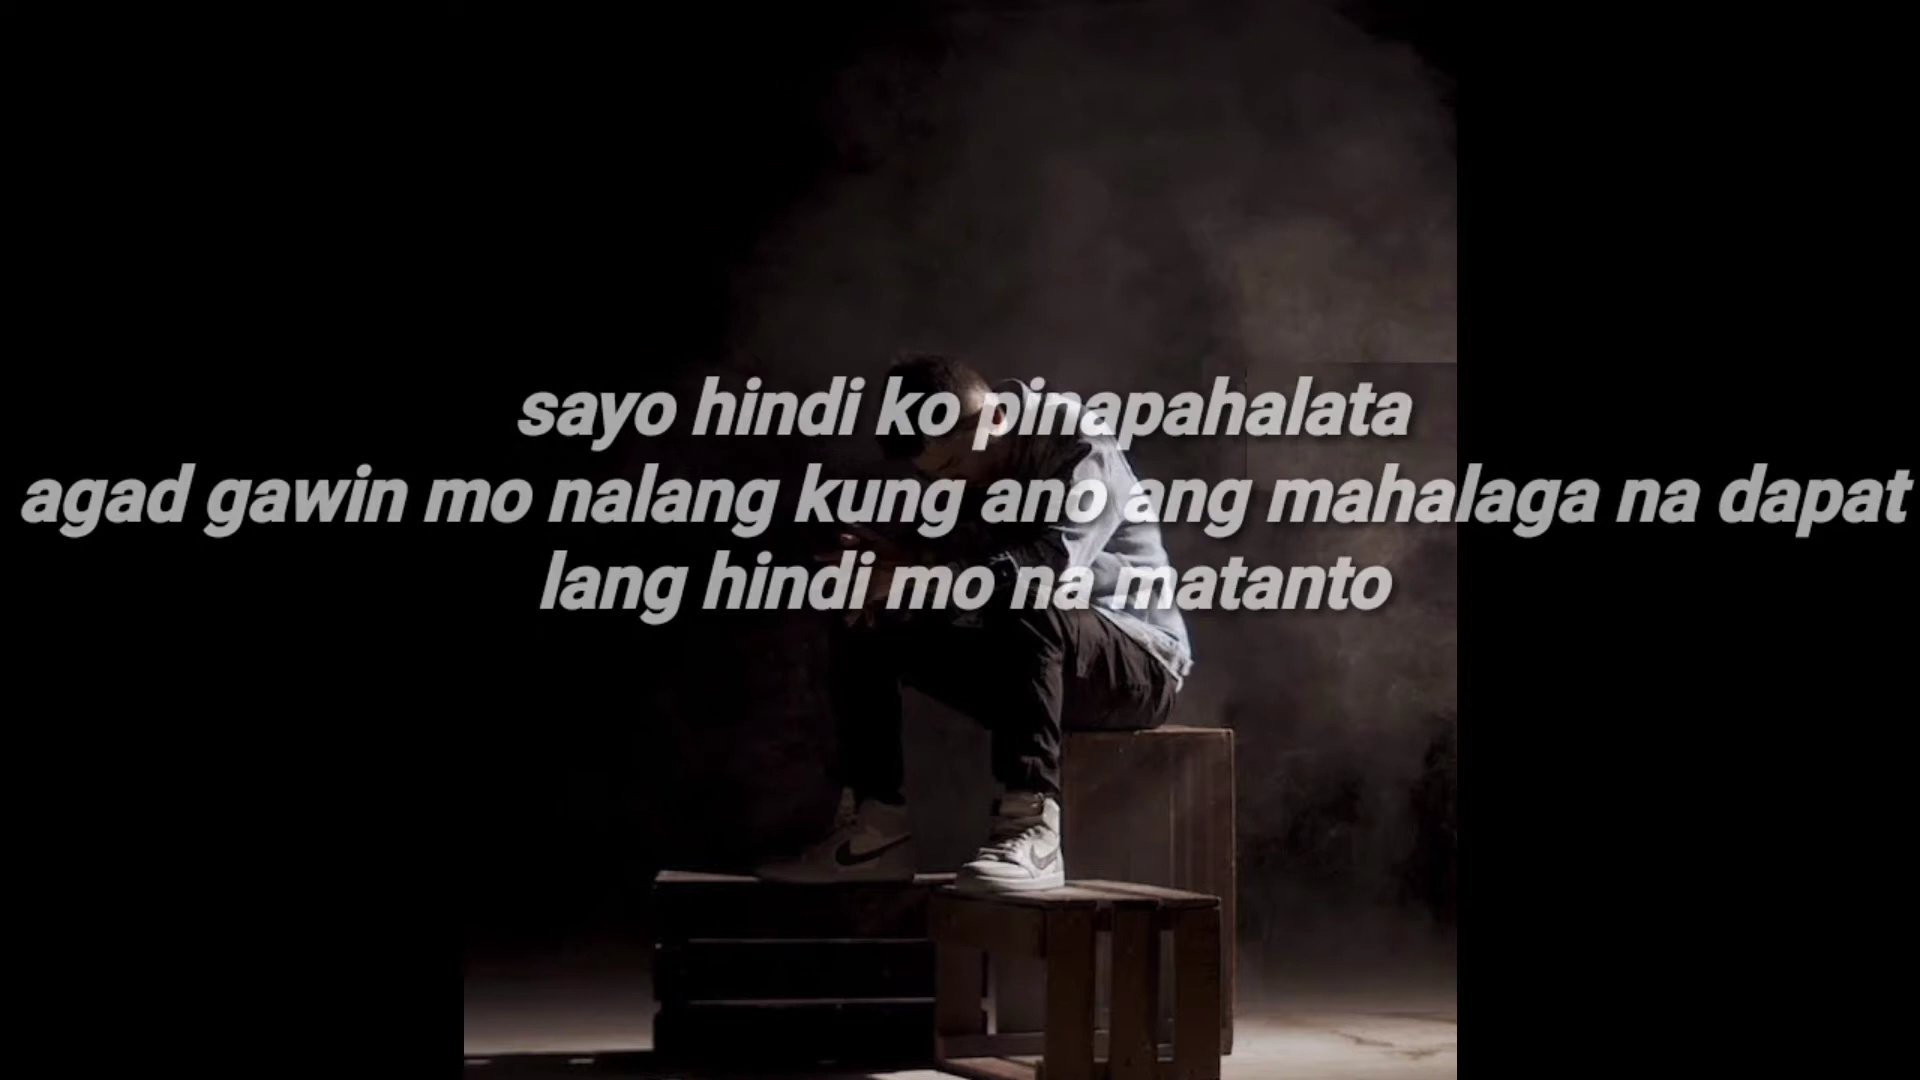 sayo hindi ko pinapahalata
agad gawin mo nalang kung ano ang mahalaga na dapat
lang hindi mo na matanto